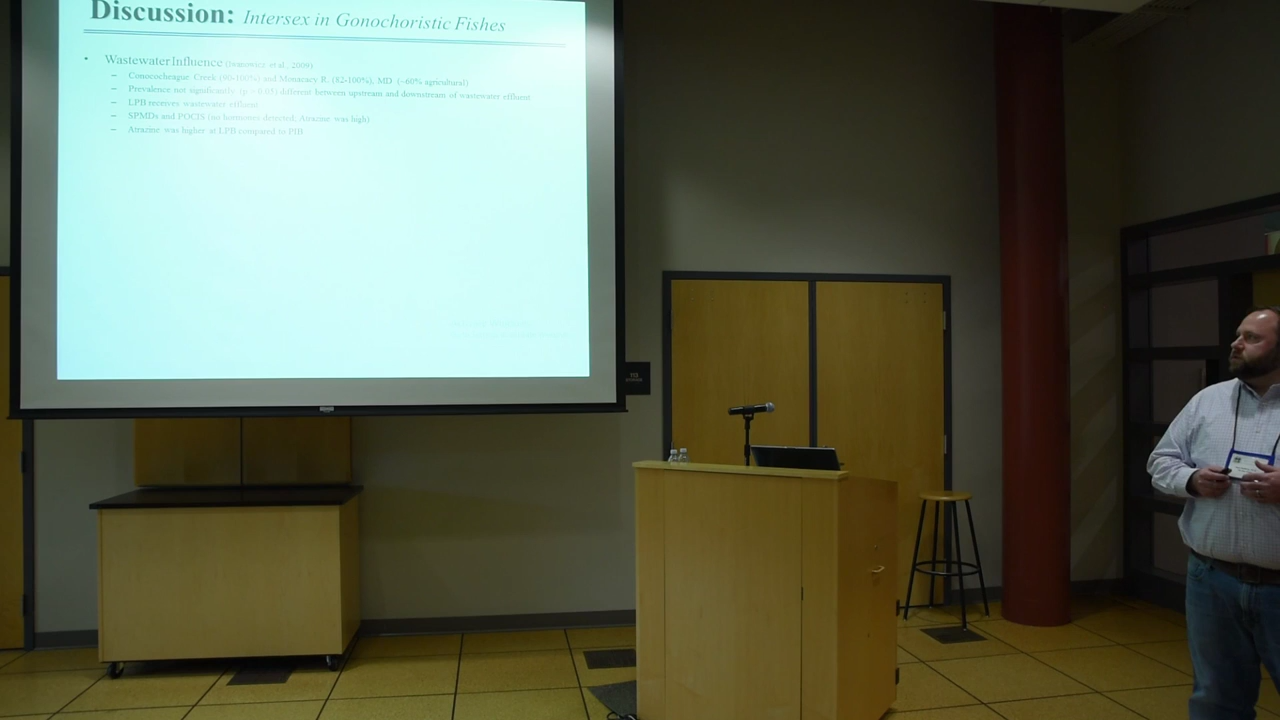 Discussion: Intersex in Gonochoristic Fishes
• Wastewater Influence (Iwanowicz et al., 2009)
– Conococheague Creek (90-100%) and Monacacy R. (82-100%), MD (~60% agricultural)
– Prevalence not significantly (p > 0.05) different between upstream and downstream of wastewater effluent
– LPB receives wastewater effluent
– SPMDs and POCIS (no hormones detected, Atrazine was high)
– Atrazine was higher at LPB compared to PIB
113